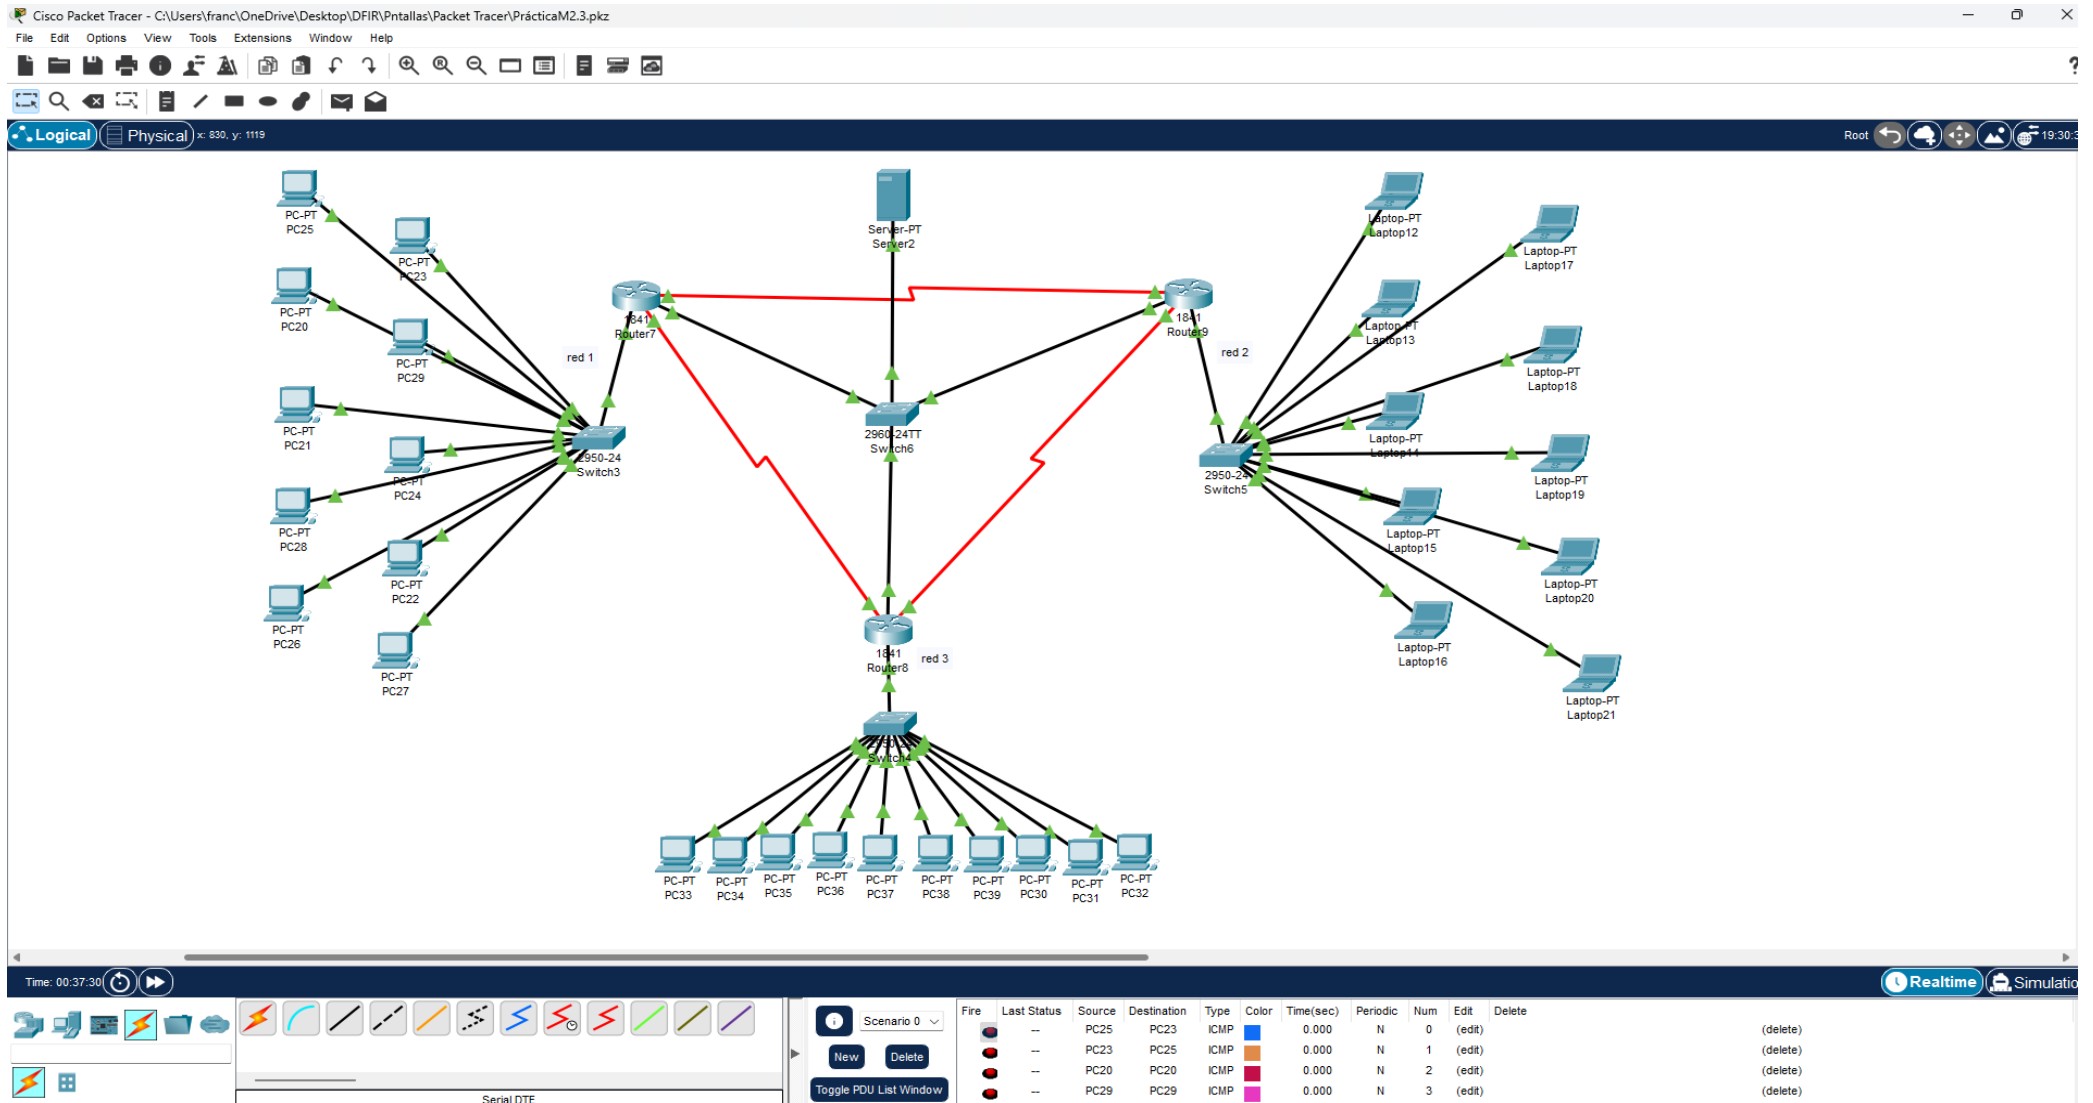 Cisco Packet Tracer - C:\Users\franc\OneDrive\Desktop\DFIR\Pntallas\Packet Tracer\PrácticaM2.3.pkz
File Edit Options View Tools Extensions Window Help
Logical Physical x: 830, y: 1119 Root 19:30:3
PC-PT
PC25
PC-PT
PC23
PC-PT
PC20
PC-PT
PC29
PC-PT
PC21
PC-PT
PC24
PC-PT
PC28
PC-PT
PC22
PC-PT
PC26
PC-PT
PC27
red 1
2950-24
Switch3
1841
Router7
Server-PT
Server2
2960-24TT
Switch6
1841
Router9
red 2
2950-24
Switch5
1841
Router8
red 3
Switch4
Laptop-PT
Laptop12
Laptop-PT
Laptop17
Laptop-PT
Laptop13
Laptop-PT
Laptop18
Laptop-PT
Laptop14
Laptop-PT
Laptop19
Laptop-PT
Laptop15
Laptop-PT
Laptop20
Laptop-PT
Laptop16
Laptop-PT
Laptop21
PC-PT
PC33
PC-PT
PC34
PC-PT
PC35
PC-PT
PC36
PC-PT
PC37
PC-PT
PC38
PC-PT
PC39
PC-PT
PC30
PC-PT
PC31
PC-PT
PC32
Time: 00:37:30 Realtime Simulatio
Scenario 0
New Delete
Toggle PDU List Window
Serial DTE
Fire Last Status Source Destination Type Color Time(sec) Periodic Num Edit Delete
-- PC25 PC23 ICMP 0.000 N 0 (edit) (delete)
-- PC23 PC25 ICMP 0.000 N 1 (edit) (delete)
-- PC20 PC20 ICMP 0.000 N 2 (edit) (delete)
-- PC29 PC29 ICMP 0.000 N 3 (edit) (delete)